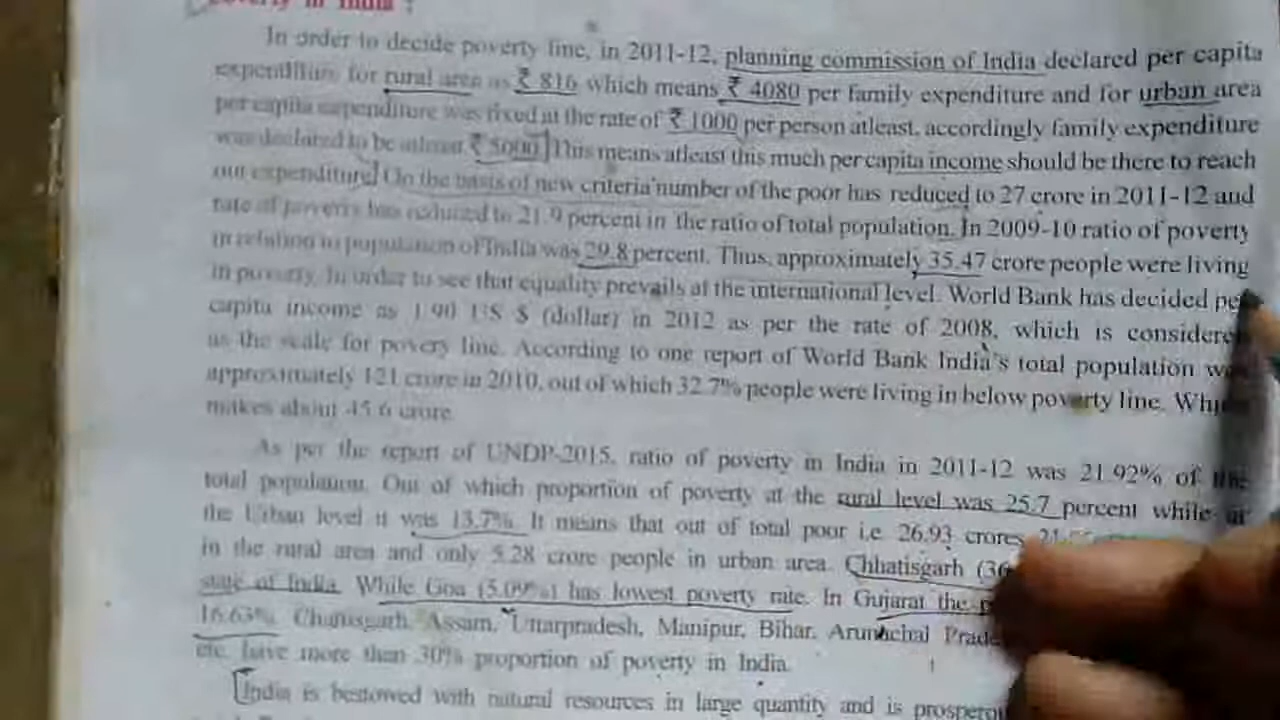 poverty in India :
In order to decide poverty line, in 2011-12, planning commission of India declared per capita
expenditure for rural area as ₹ 816 which means ₹ 4080 per family expenditure and for urban area
per capita expenditure was fixed at the rate of ₹ 1000 per person atleast, accordingly family expenditure
was declared to be atleast ₹ 5000. This means atleast this much per capita income should be there to reach
our expenditure. On the basis of new criteria number of the poor has reduced to 27 crore in 2011-12 and
rate of poverty has reduced to 21.9 percent in the ratio of total population. In 2009-10 ratio of poverty
in relation to population of India was 29.8 percent. Thus, approximately 35.47 crore people were living
in poverty. In order to see that equality prevails at the international level. World Bank has decided pe
capita income as 1.90 US $ (dollar) in 2012 as per the rate of 2008, which is considere
as the scale for povery line. According to one report of World Bank India's total population w
approximately 121 crore in 2010, out of which 32.7% people were living in below poverty line. Whi
makes about 45.6 crore.
As per the report of UNDP-2015, ratio of poverty in India in 2011-12 was 21.92% of the
total population. Out of which proportion of poverty at the rural level was 25.7 percent while at
the Urban level it was 13.7%. It means that out of total poor i.e. 26.93 crores
in the rural area and only 5.28 crore people in urban area. Chhatisgarh (36
state of India. While Goa (5.09%) has lowest poverty rate. In Gujarat the p
16.63%. Chattisgarh, Assam, Uttarpradesh, Manipur, Bihar, Arunachal Prade
etc. have more than 30% proportion of poverty in India.
India is bestowed with natural resources in large quantity and is prospero